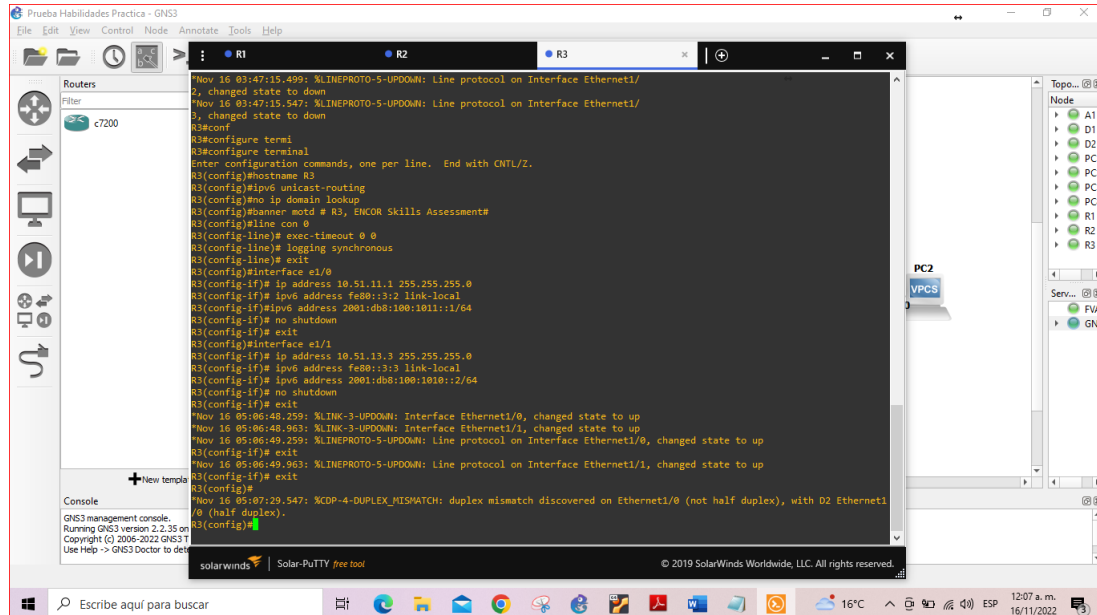 Prueba Habilidades Practica - GNS3
File Edit View Control Node Annotate Tools Help
R1
R2
R3
Routers
Filter
c7200
New templa
*Nov 16 03:47:15.499: %LINEPROTO-5-UPDOWN: Line protocol on Interface Ethernet1/
2, changed state to down
*Nov 16 03:47:15.547: %LINEPROTO-5-UPDOWN: Line protocol on Interface Ethernet1/
3, changed state to down
R3#conf
R3#configure termi
R3#configure terminal
Enter configuration commands, one per line.  End with CNTL/Z.
R3(config)#hostname R3
R3(config)#ipv6 unicast-routing
R3(config)#no ip domain lookup
R3(config)#banner motd # R3, ENCOR Skills Assessment#
R3(config)#line con 0
R3(config-line)# exec-timeout 0 0
R3(config-line)# logging synchronous
R3(config-line)# exit
R3(config)#interface e1/0
R3(config-if)# ip address 10.51.11.1 255.255.255.0
R3(config-if)# ipv6 address fe80::3:2 link-local
R3(config-if)#ipv6 address 2001:db8:100:1011::1/64
R3(config-if)# no shutdown
R3(config-if)# exit
R3(config)#interface e1/1
R3(config-if)# ip address 10.51.13.3 255.255.255.0
R3(config-if)# ipv6 address fe80::3:3 link-local
R3(config-if)# ipv6 address 2001:db8:100:1010::2/64
R3(config-if)# no shutdown
R3(config-if)# exit
*Nov 16 05:06:48.259: %LINK-3-UPDOWN: Interface Ethernet1/0, changed state to up
*Nov 16 05:06:48.963: %LINK-3-UPDOWN: Interface Ethernet1/1, changed state to up
*Nov 16 05:06:49.259: %LINEPROTO-5-UPDOWN: Line protocol on Interface Ethernet1/0, changed state to up
R3(config-if)# exit
*Nov 16 05:06:49.963: %LINEPROTO-5-UPDOWN: Line protocol on Interface Ethernet1/1, changed state to up
R3(config-if)# exit
R3(config)#
*Nov 16 05:07:29.547: %CDP-4-DUPLEX_MISMATCH: duplex mismatch discovered on Ethernet1/0 (not half duplex), with D2 Ethernet1
/0 (half duplex).
R3(config)#
solarwinds Solar-PuTTY free tool
© 2019 SolarWinds Worldwide, LLC. All rights reserved.
PC2
VPCS
Topo...
Node
A1
D1
D2
PC
PC
PC
PC
R1
R2
R3
Serv...
FVA
GN
Console
GNS3 management console.
Running GNS3 version 2.2.35 on
Copyright (c) 2006-2022 GNS3 T
Use Help -> GNS3 Doctor to dete
Escribe aquí para buscar
16°C
ESP
12:07 a. m.
16/11/2022
3